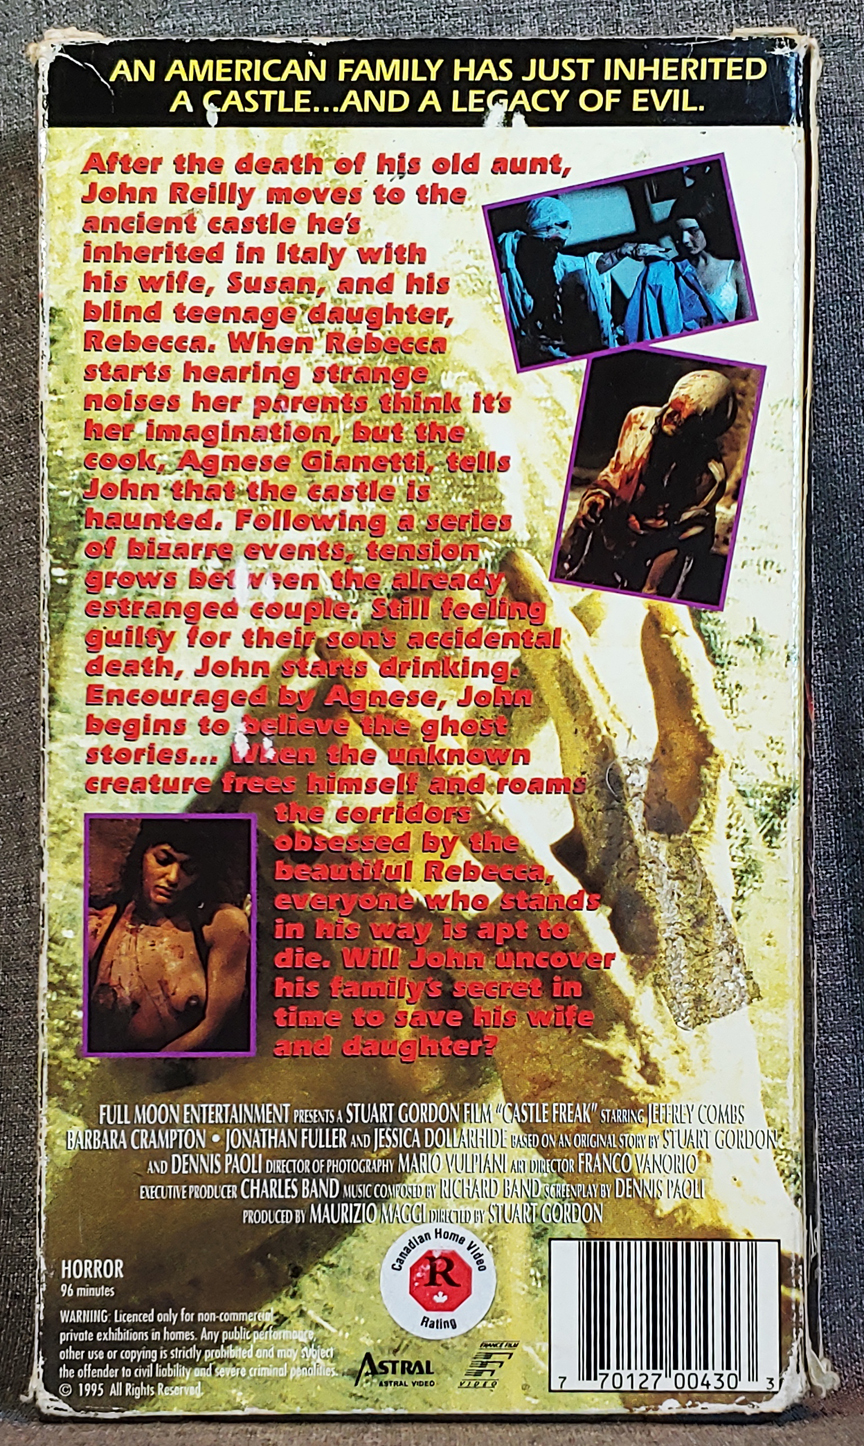 AN AMERICAN FAMILY HAS JUST INHERITED
A CASTLE...AND A LEGACY OF EVIL.
After the death of his old aunt,
John Reilly moves to the
ancient castle he's
inherited in Italy with
his wife, Susan, and his
blind teenage daughter,
Rebecca. When Rebecca
starts hearing strange
noises her parents think it's
her imagination, but the
cook, Agnese Gianetti, tells
John that the castle is
haunted. Following a series
of bizarre events, tension
grows between the already
estranged couple. Still feeling
guilty for their son's accidental
death, John starts drinking.
Encouraged by Agnese, John
begins to believe the ghost
stories... When the unknown
creature frees himself and roams
the corridors
obsessed by the
beautiful Rebecca,
everyone who stands
in his way is apt to
die. Will John uncover
his family's secret in
time to save his wife
and daughter?
FULL MOON ENTERTAINMENT PRESENTS A STUART GORDON FILM "CASTLE FREAK" STARRING JEFFREY COMBS
BARBARA CRAMPTON • JONATHAN FULLER AND JESSICA DOLLARHIDE BASED ON AN ORIGINAL STORY BY STUART GORDON
AND DENNIS PAOLI DIRECTOR OF PHOTOGRAPHY MARIO VULPIANI ART DIRECTOR FRANCO VANORIO
EXECUTIVE PRODUCER CHARLES BAND MUSIC COMPOSED BY RICHARD BAND SCREENPLAY BY DENNIS PAOLI
PRODUCED BY MAURIZIO MAGGI DIRECTED BY STUART GORDON
HORROR
96 minutes
WARNING: Licenced only for non-commercial
private exhibitions in homes. Any public performance,
other use or copying is strictly prohibited and may subject
the offender to civil liability and severe criminal penalities.
© 1995 All Rights Reserved.
Canadian Home Video
R
Rating
ASTRAL
ASTRAL VIDEO
FRANCE FILM
VIDEO
7 70127 00430 3